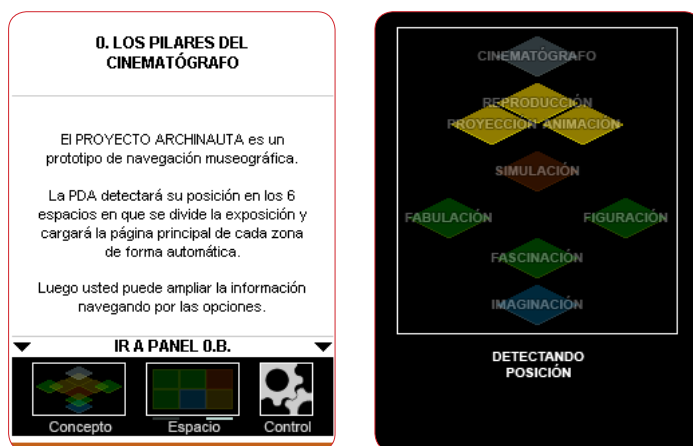 0. LOS PILARES DEL
CINEMATÓGRAFO
El PROYECTO ARCHINAUTA es un
prototipo de navegación museográfica.
La PDA detectará su posición en los 6
espacios en que se divide la exposición y
cargará la página principal de cada zona
de forma automática.
Luego usted puede ampliar la información
navegando por las opciones.
IR A PANEL 0.B.
Concepto Espacio Control
CINEMATÓGRAFO
REPRODUCCIÓN
PROYECCIÓN ANIMACIÓN
SIMULACIÓN
FABULACIÓN FIGURACIÓN
FASCINACIÓN
IMAGINACIÓN
DETECTANDO
POSICIÓN